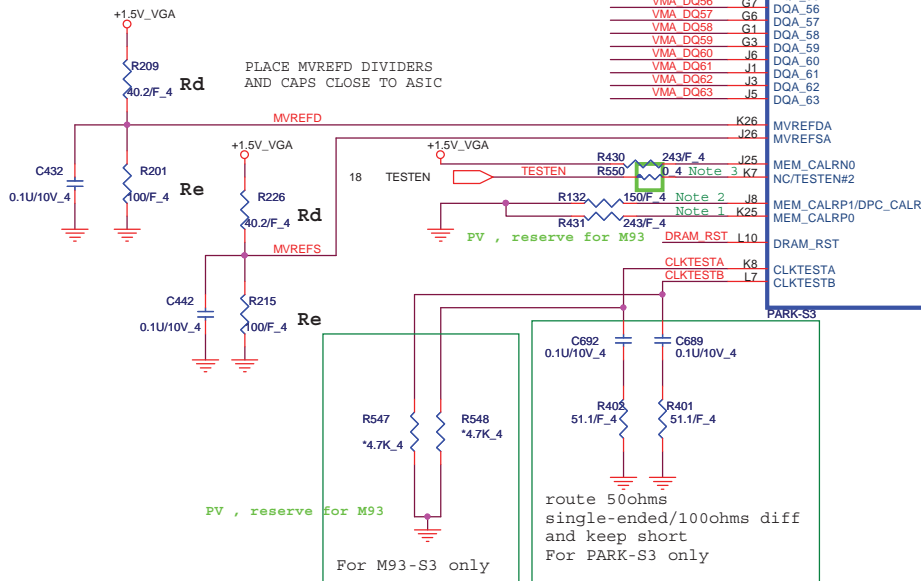 +1.5V_VGA
R209
40.2/F_4
Rd
PLACE MVREFD DIVIDERS
AND CAPS CLOSE TO ASIC
MVREFD
C432
0.1U/10V_4
R201
100/F_4
Re
+1.5V_VGA
R226
40.2/F_4
Rd
MVREFS
C442
0.1U/10V_4
R215
100/F_4
Re
VMA_DQ56 G7 DQA_56
VMA_DQ57 G6 DQA_57
VMA_DQ58 G1 DQA_58
VMA_DQ59 G3 DQA_59
VMA_DQ60 J6 DQA_60
VMA_DQ61 J1 DQA_61
VMA_DQ62 J3 DQA_62
VMA_DQ63 J5 DQA_63
K26 MVREFDA
J26 MVREFSA
+1.5V_VGA
R430 243/F_4 J25 MEM_CALRN0
18 TESTEN TESTEN R550 0_4 Note 3 K7 NC/TESTEN#2
R132 150/F_4 Note 2 J8 MEM_CALRP1/DPC_CALR
R431 243/F_4 Note 1 K25 MEM_CALRP0
PV , reserve for M93
DRAM_RST L10 DRAM_RST
CLKTESTA K8 CLKTESTA
CLKTESTB L7 CLKTESTB
PARK-S3
C692
0.1U/10V_4
C689
0.1U/10V_4
R402
51.1/F_4
R401
51.1/F_4
R547
*4.7K_4
R548
*4.7K_4
PV , reserve for M93
For M93-S3 only
route 50ohms
single-ended/100ohms diff
and keep short
For PARK-S3 only